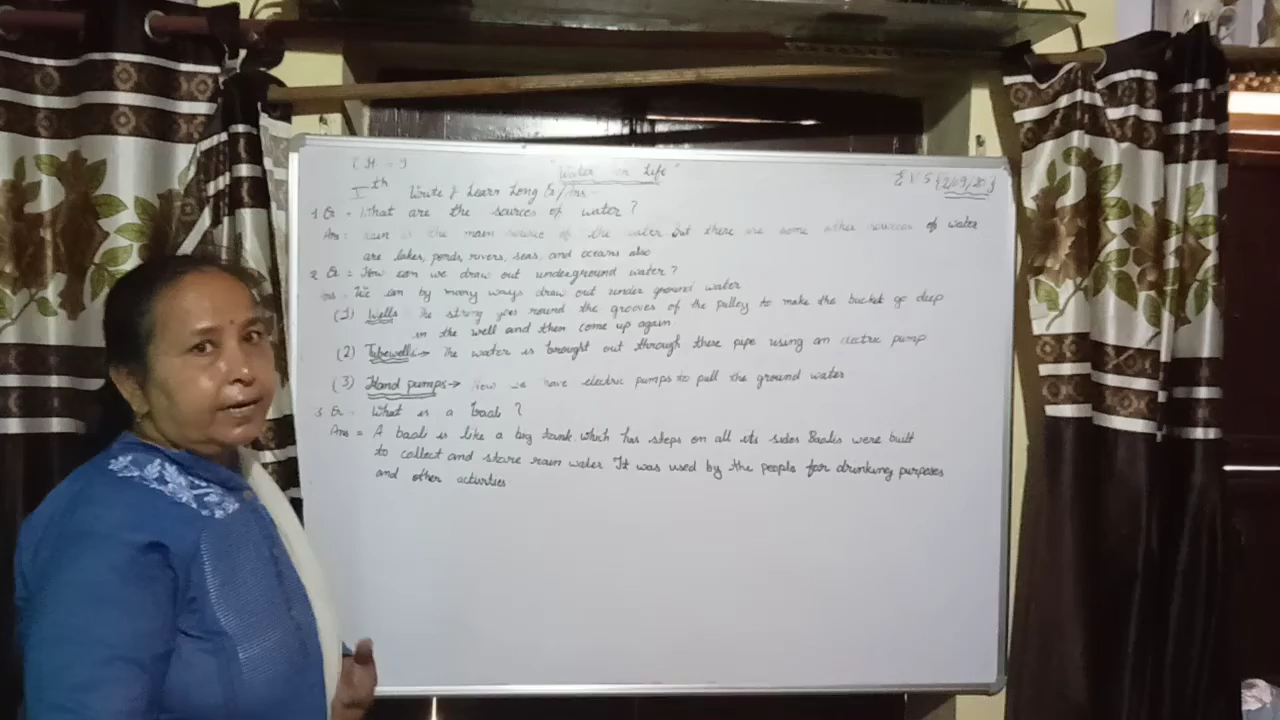 CH - 9
"Water for Life"
E V S {2/09/20}
Vth Write & Learn Long Q/Ans -
1 Q = What are the sources of water ?
Ans = rain is the main source of the water but there are some other sources of water
are lakes, ponds, rivers, seas, and oceans also
2 Q = How can we draw out underground water ?
Ans = We can by many ways draw out under ground water
(1) Wells The string goes round the grooves of the pulley to make the bucket go deep
in the well and then come up again
(2) Tubewells → The water is brought out through these pipe using an electric pump
(3) Hand pumps → Now we have electric pumps to pull the ground water
3 Q = What is a baoli ?
Ans = A baoli is like a big tank, which has steps on all its sides Baolis were built
to collect and store rain water It was used by the people for drinking purposes
and other activities